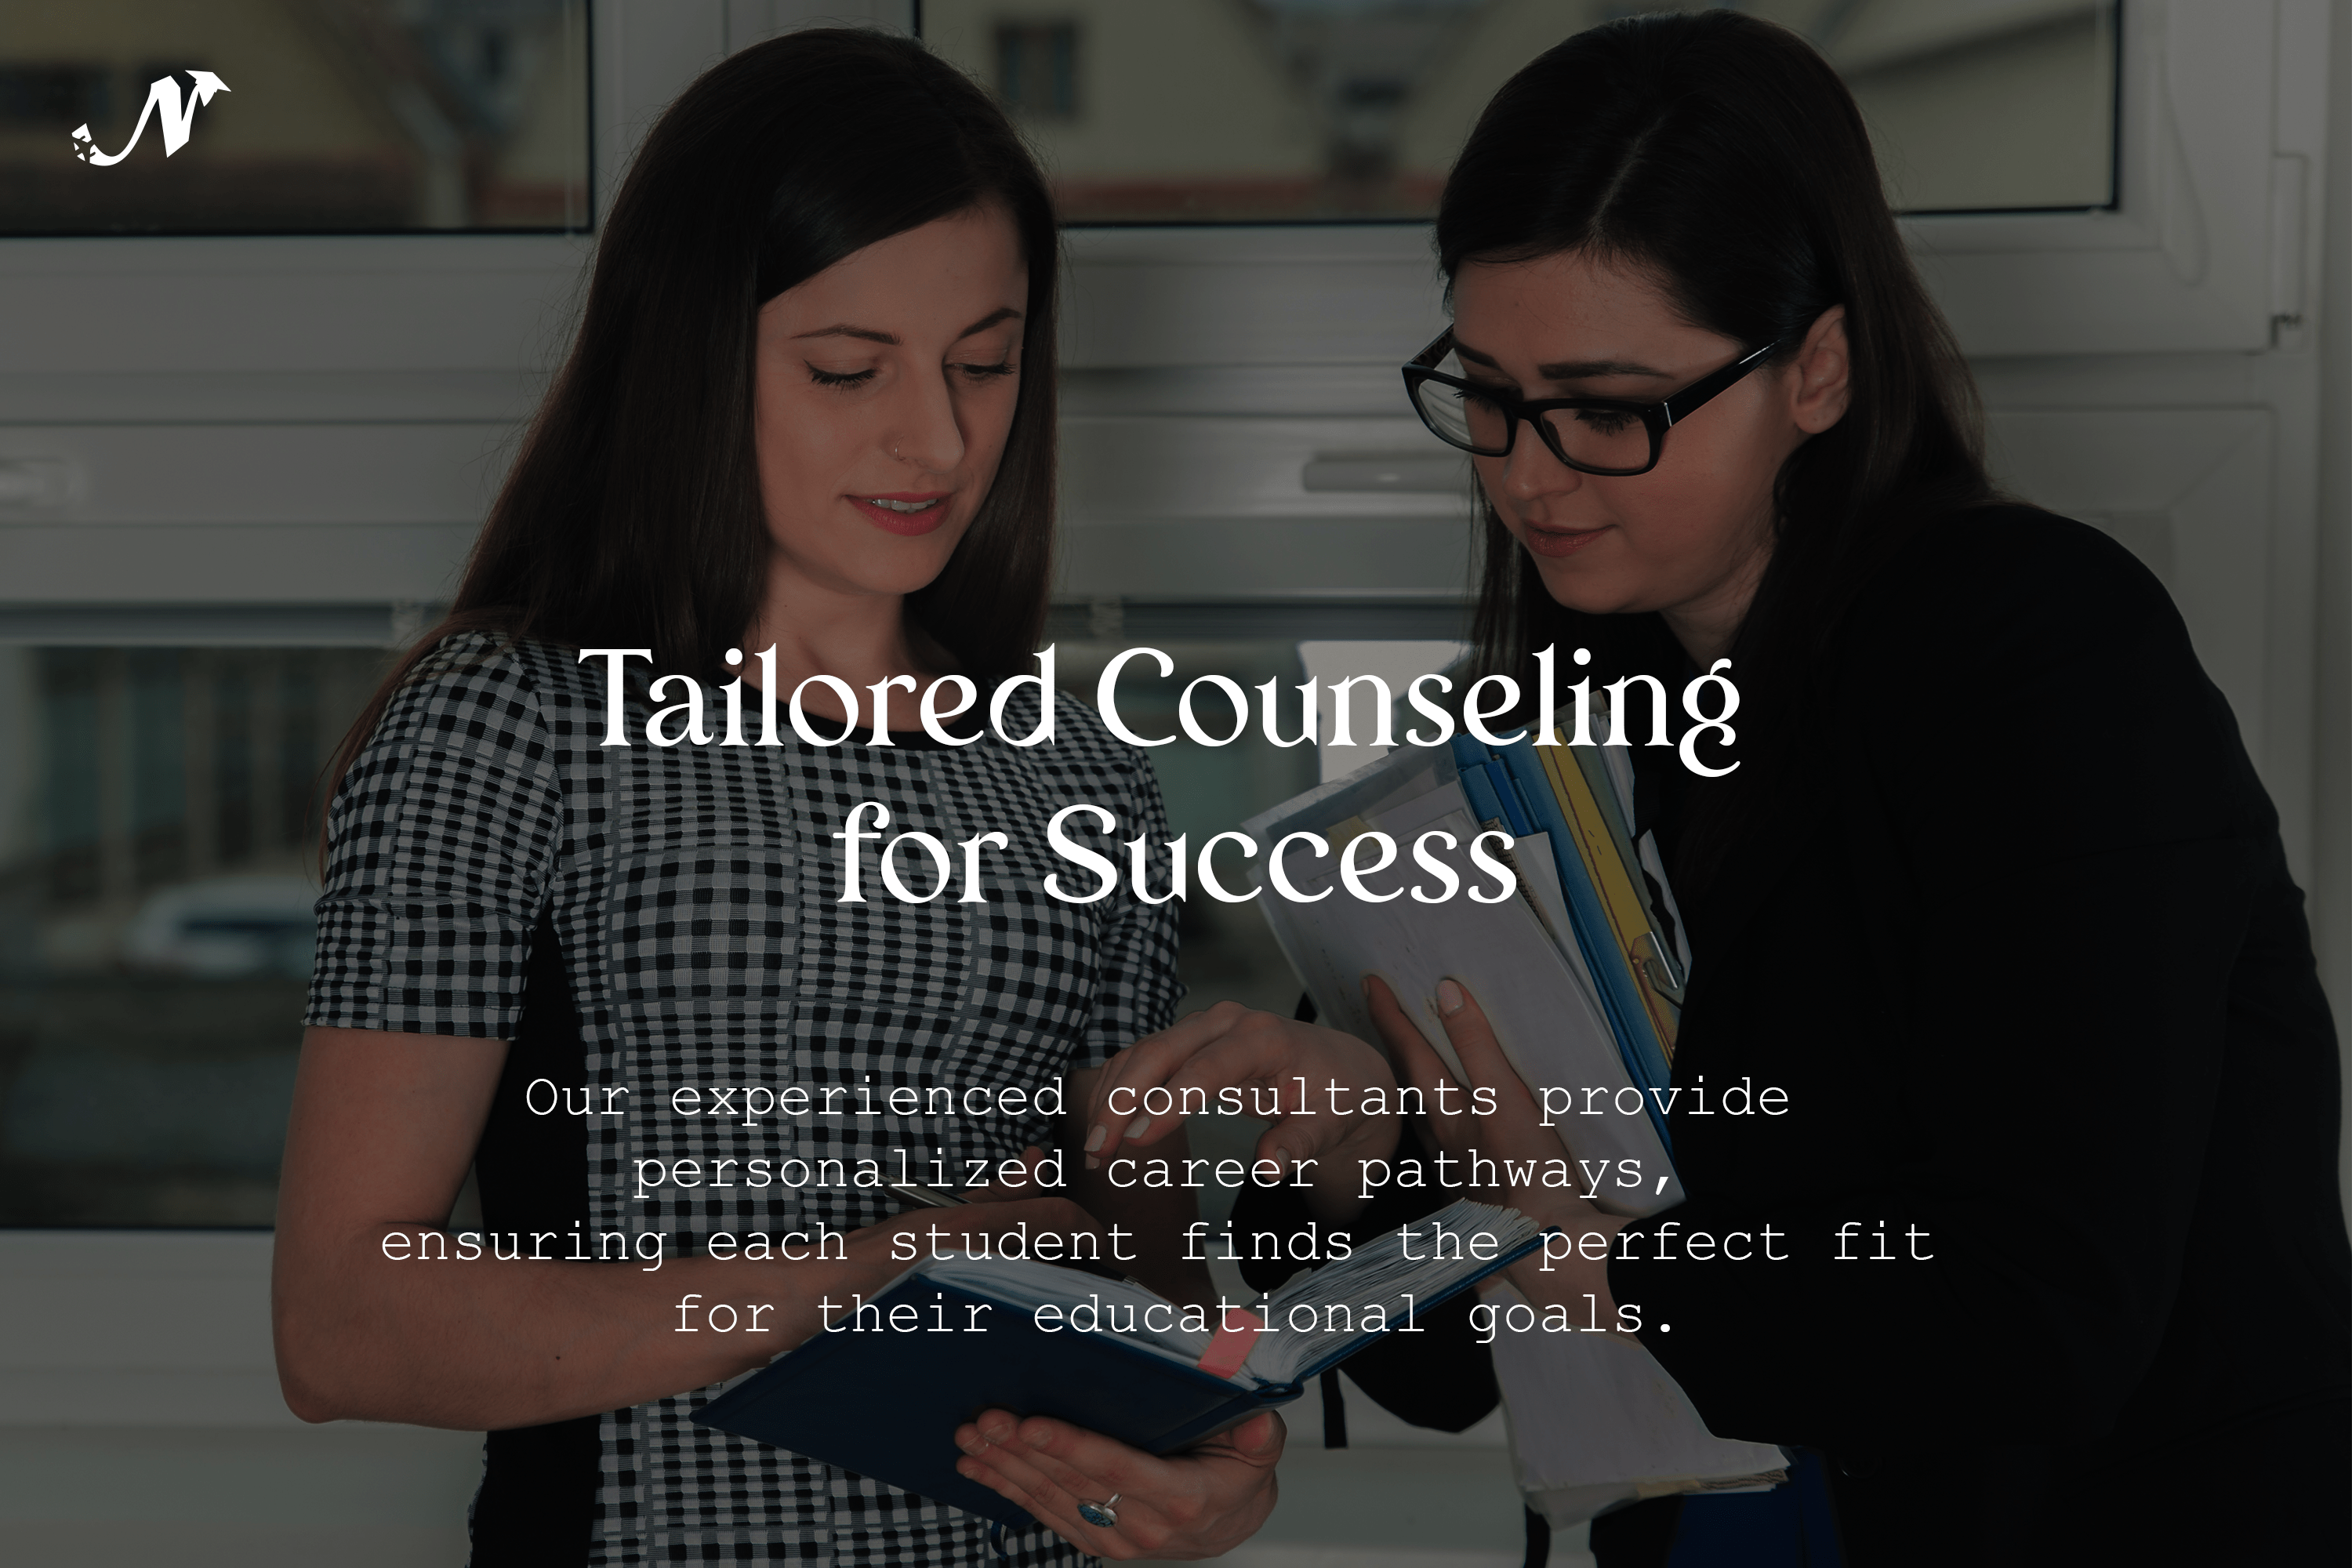 N
Tailored Counseling
for Success
Our experienced consultants provide
personalized career pathways,
ensuring each student finds the perfect fit
for their educational goals.